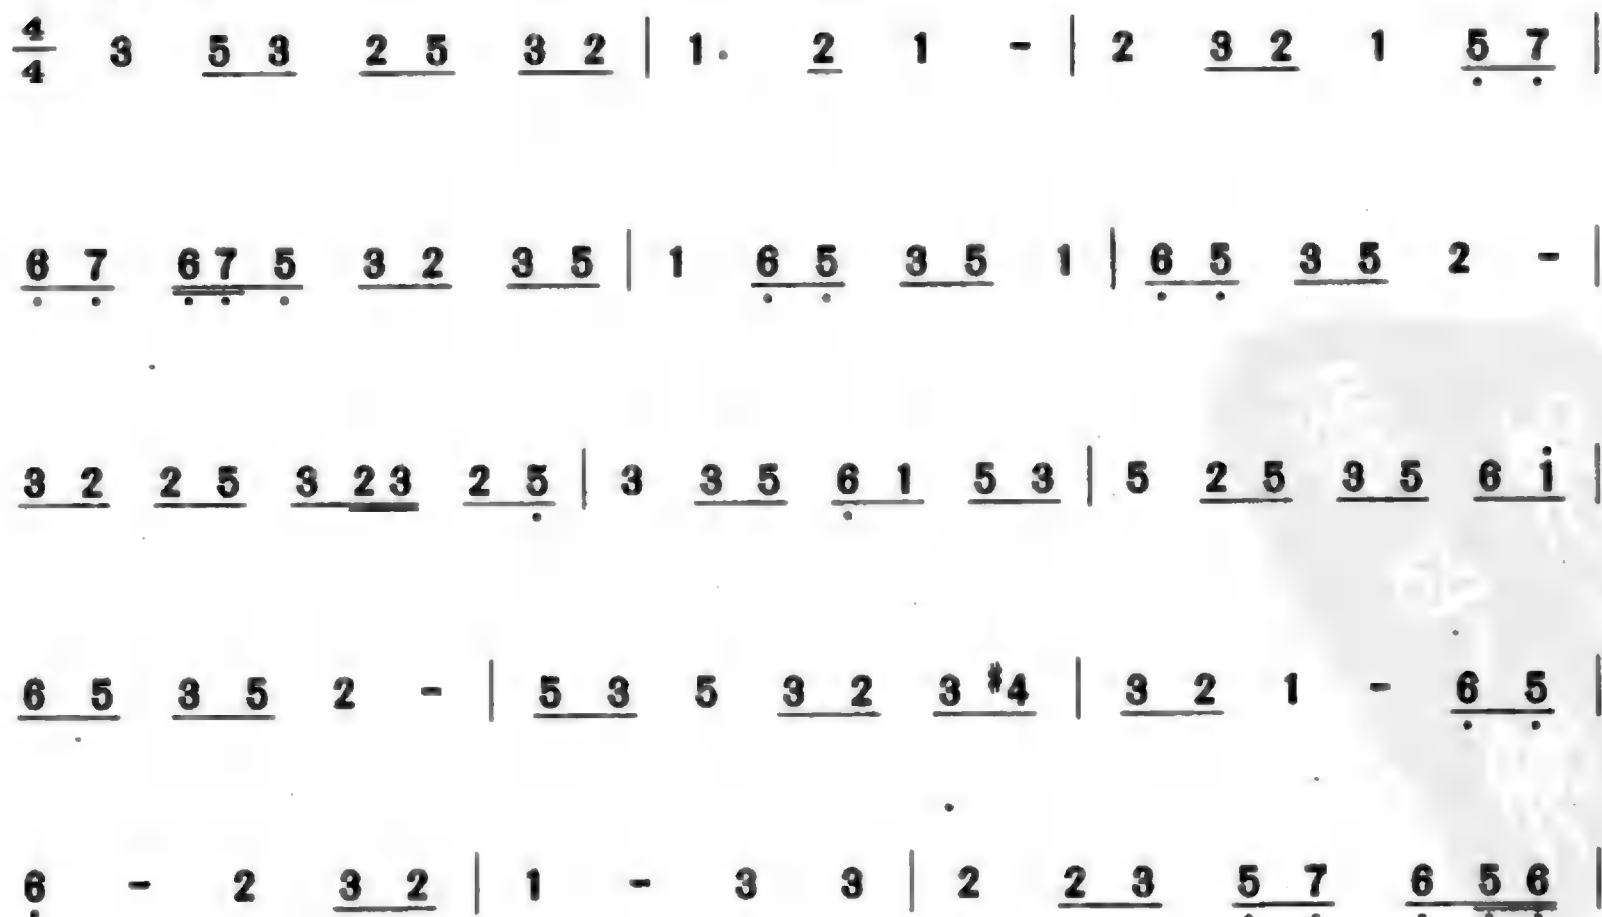 4/4 3 5 3 2 5 3 2 | 1. 2 1 - | 2 3 2 1 5̣ 7̣ |
6̣ 7̣ 6̣ 7̣ 5̣ 3 2 3 5 | 1 6̣ 5̣ 3 5 1 | 6̣ 5̣ 3 5 2 - |
3 2 2 5 3 2 3 2 5̣ | 3 3 5 6̣ 1 5 3 | 5 2 5 3 5 6 1̇ |
6 5 3 5 2 - | 5 3 5 3 2 3 #4 | 3 2 1 - 6̣ 5̣ |
6̣ - 2 3 2 | 1 - 3 3 | 2 2 3 5̣ 7̣ 6̣ 5̣ 6̣ |